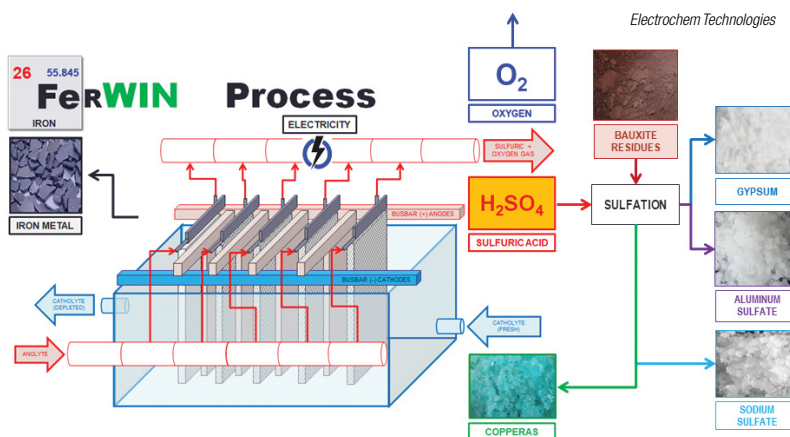 Electrochem Technologies
26 55.845
FeRWIN Process
IRON
ELECTRICITY
IRON METAL
SULFURIC +
OXYGEN GAS
O2
OXYGEN
BAUXITE
RESIDUES
H2SO4
SULFURIC ACID
SULFATION
GYPSUM
BUSBAR (+) ANODES
BUSBAR (-) CATHODES
CATHOLYTE
(DEPLETED)
CATHOLYTE
(FRESH)
ANOLYTE
ALUMINUM
SULFATE
COPPERAS
SODIUM
SULFATE